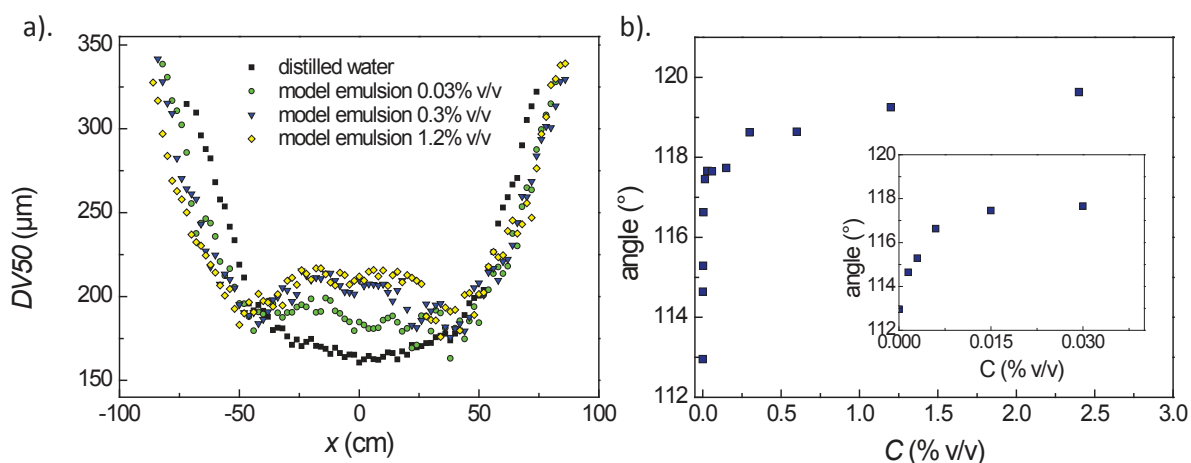 a).
350
300
250
200
150
DV50 (µm)
-100
-50
0
50
100
x (cm)
distilled water
model emulsion 0.03% v/v
model emulsion 0.3% v/v
model emulsion 1.2% v/v
b).
120
118
116
114
112
angle (°)
0.0
0.5
1.0
1.5
2.0
2.5
3.0
C (% v/v)
120
118
116
114
112
angle (°)
0.000
0.015
0.030
C (% v/v)